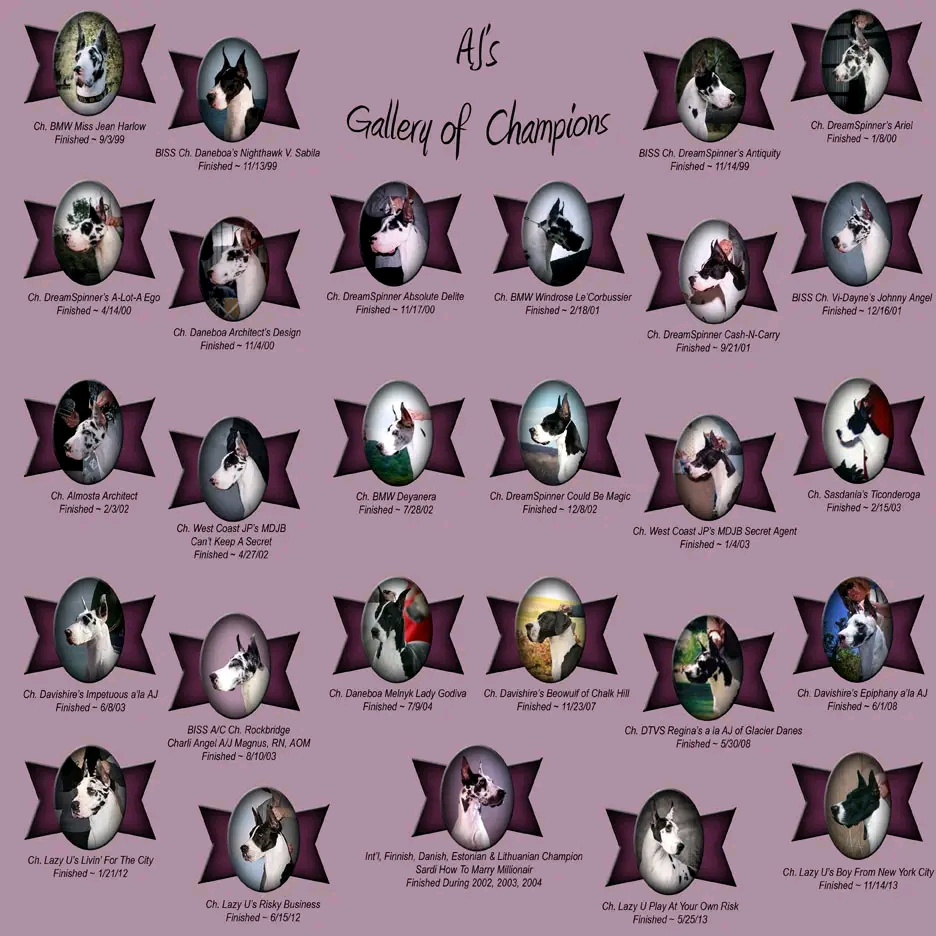 AJ's
Gallery of Champions
Ch. BMW Miss Jean Harlow
Finished ~ 9/3/99
BISS Ch. Daneboa's Nighthawk V. Sabila
Finished ~ 11/13/99
BISS Ch. DreamSpinner's Antiquity
Finished ~ 11/14/99
Ch. DreamSpinner's Ariel
Finished ~ 1/8/00
Ch. DreamSpinner's A-Lot-A Ego
Finished ~ 4/14/00
Ch. Daneboa Architect's Design
Finished ~ 11/4/00
Ch. DreamSpinner Absolute Delite
Finished ~ 11/17/00
Ch. BMW Windrose Le'Corbussier
Finished ~ 2/18/01
Ch. DreamSpinner Cash-N-Carry
Finished ~ 9/21/01
BISS Ch. Vi-Dayne's Johnny Angel
Finished ~ 12/16/01
Ch. Almosta Architect
Finished ~ 2/3/02
Ch. West Coast JP's MDJB
Can't Keep A Secret
Finished ~ 4/27/02
Ch. BMW Deyanera
Finished ~ 7/28/02
Ch. DreamSpinner Could Be Magic
Finished ~ 12/8/02
Ch. West Coast JP's MDJB Secret Agent
Finished ~ 1/4/03
Ch. Sasdania's Ticonderoga
Finished ~ 2/15/03
Ch. Davishire's Impetuous a'la AJ
Finished ~ 6/8/03
BISS A/C Ch. Rockbridge
Charli Angel A/J Magnus, RN, AOM
Finished ~ 8/10/03
Ch. Daneboa Melnyk Lady Godiva
Finished ~ 7/9/04
Ch. Davishire's Beowulf of Chalk Hill
Finished ~ 11/23/07
Ch. DTVS Regina's a la AJ of Glacier Danes
Finished ~ 5/30/08
Ch. Davishire's Epiphany a'la AJ
Finished ~ 6/1/08
Ch. Lazy U's Livin' For The City
Finished ~ 1/21/12
Ch. Lazy U's Risky Business
Finished ~ 6/15/12
Int'l, Finnish, Danish, Estonian & Lithuanian Champion
Sardi How To Marry Millionair
Finished During 2002, 2003, 2004
Ch. Lazy U Play At Your Own Risk
Finished ~ 5/25/13
Ch. Lazy U's Boy From New York City
Finished ~ 11/14/13